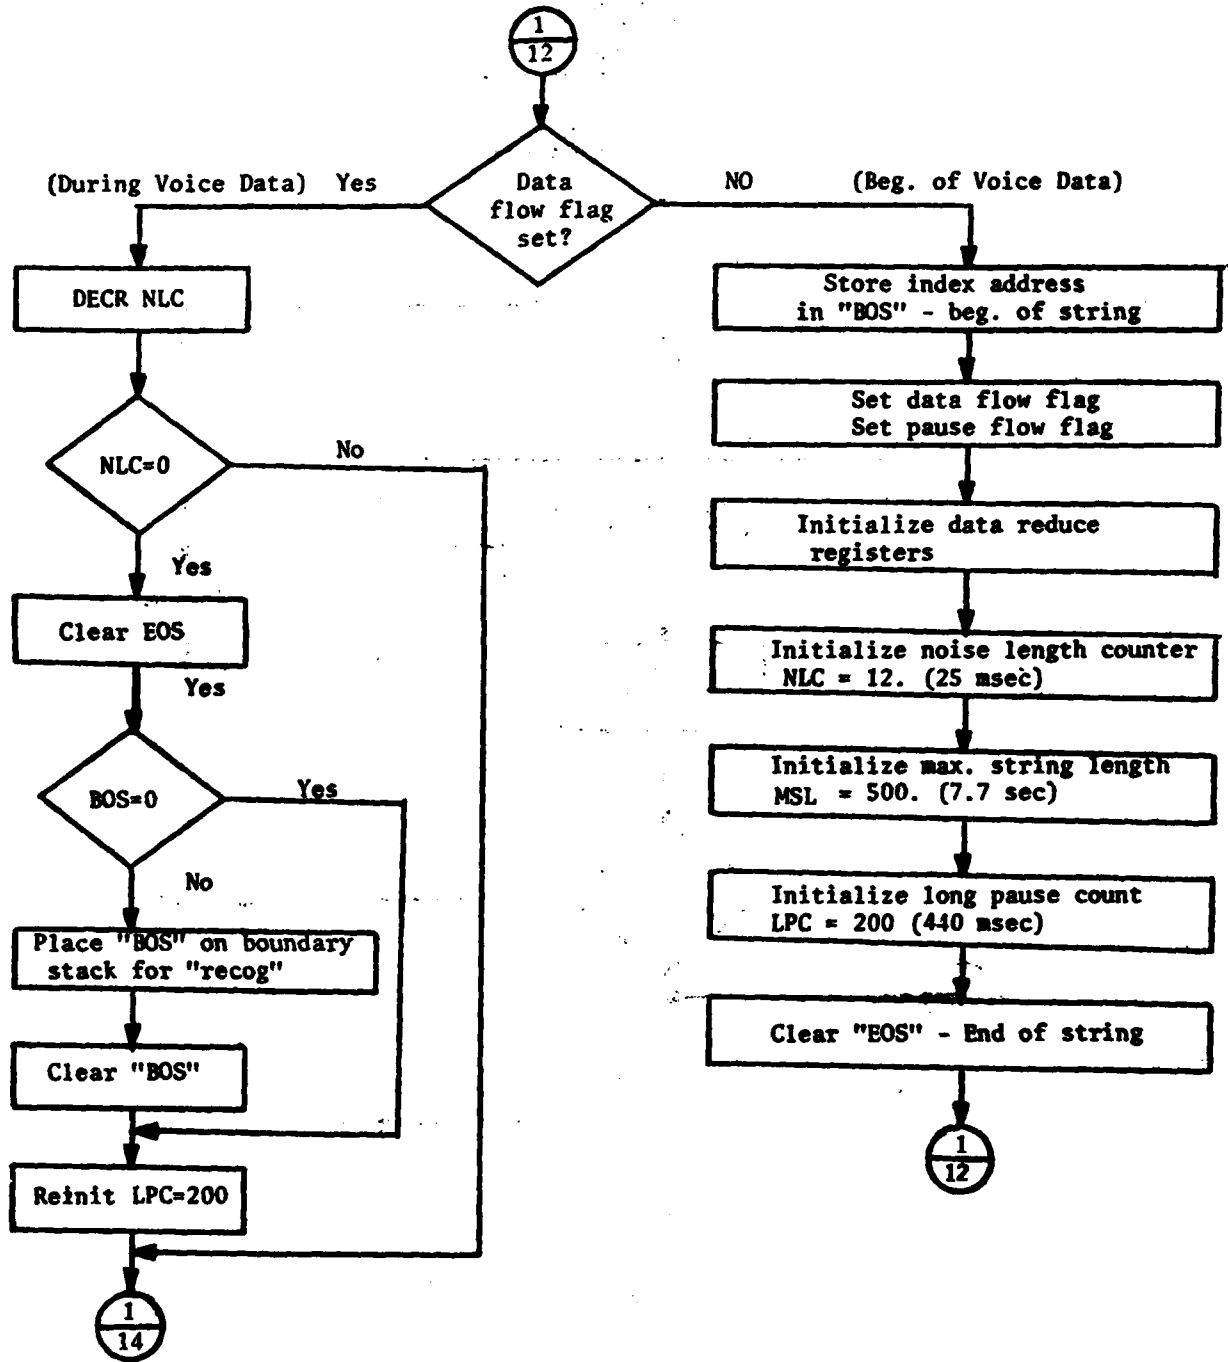 1
12
Data
flow flag
set?
(During Voice Data) Yes
NO (Beg. of Voice Data)
DECR NLC
NLC=0
No
Yes
Clear EOS
Yes
BOS=0
Yes
No
Place "BOS" on boundary
stack for "recog"
Clear "BOS"
Reinit LPC=200
1
14
Store index address
in "BOS" - beg. of string
Set data flow flag
Set pause flow flag
Initialize data reduce
registers
Initialize noise length counter
NLC = 12. (25 msec)
Initialize max. string length
MSL = 500. (7.7 sec)
Initialize long pause count
LPC = 200 (440 msec)
Clear "EOS" - End of string
1
12